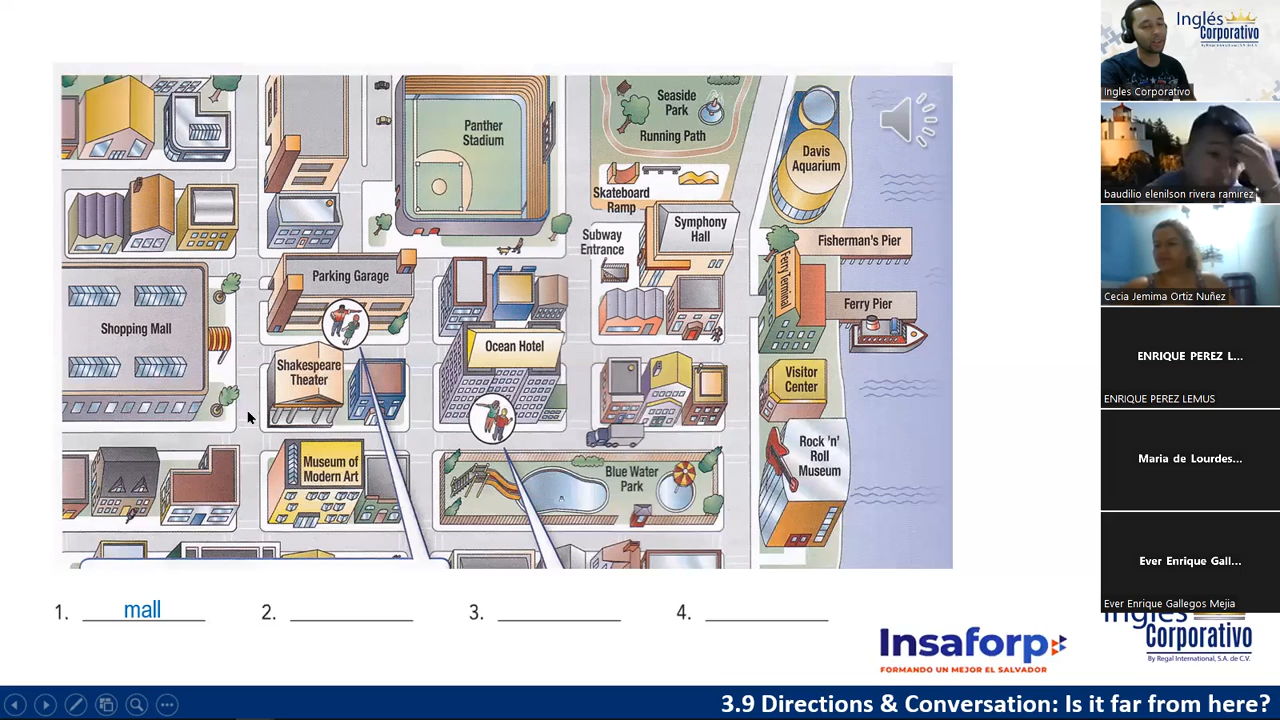 Panther
Stadium
Seaside
Park
Running Path
Davis
Aquarium
Skateboard
Ramp
Symphony
Hall
Subway
Entrance
Fisherman's Pier
Ferry Terminal
Ferry Pier
Parking Garage
Shopping Mall
Ocean Hotel
Shakespeare
Theater
Visitor
Center
Museum of
Modern Art
Blue Water
Park
Rock 'n'
Roll
Museum
1. mall 2. 3. 4.
Insaforp
FORMANDO UN MEJOR EL SALVADOR
Inglés
Corporativo
By Regal International, S.A. de C.V.
3.9 Directions & Conversation: Is it far from here?
Inglés
Corporativo
Ingles Corporativo
baudilio elenilson rivera ramirez
Cecia Jemima Ortiz Nuñez
ENRIQUE PEREZ L...
ENRIQUE PEREZ LEMUS
Maria de Lourdes...
Ever Enrique Gall...
Ever Enrique Gallegos Mejia